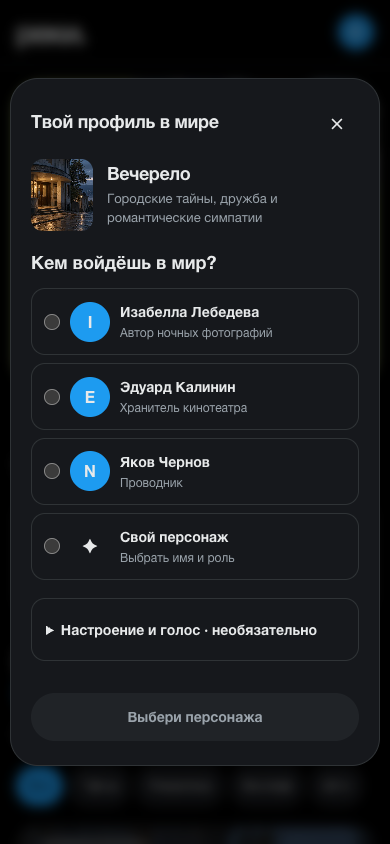 Твой профиль в мире
Вечерело
Городские тайны, дружба и
романтические симпатии
Кем войдёшь в мир?
I
Изабелла Лебедева
Автор ночных фотографий
E
Эдуард Калинин
Хранитель кинотеатра
N
Яков Чернов
Проводник
Свой персонаж
Выбрать имя и роль
Настроение и голос · необязательно
Выбери персонажа